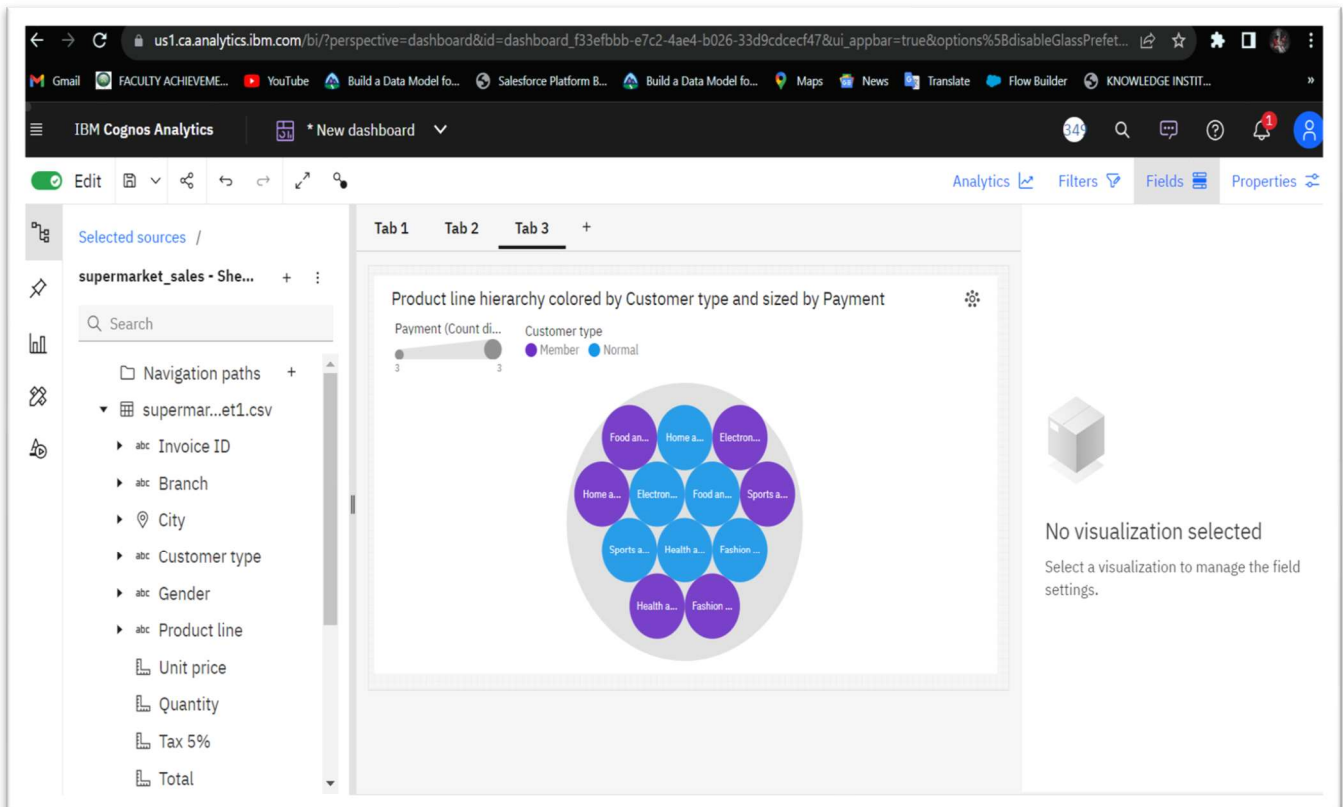 us1.ca.analytics.ibm.com/bi/?perspective=dashboard&id=dashboard_f33efbbb-e7c2-4ae4-b026-33d9cdcecf47&ui_appbar=true&options%5BdisableGlassPrefet...
Gmail FACULTY ACHIEVEME... YouTube Build a Data Model fo... Salesforce Platform B... Build a Data Model fo... Maps News Translate Flow Builder KNOWLEDGE INSTIT... »
IBM Cognos Analytics * New dashboard 349 1
Edit Analytics Filters Fields Properties
Selected sources /
supermarket_sales - She... + :
Search
Navigation paths +
supermar...et1.csv
abc Invoice ID
abc Branch
City
abc Customer type
abc Gender
abc Product line
Unit price
Quantity
Tax 5%
Total
Tab 1 Tab 2 Tab 3 +
Product line hierarchy colored by Customer type and sized by Payment
Payment (Count di... Customer type
Member Normal
3 3
Food an... Home a... Electron...
Home a... Electron... Food an... Sports a...
Sports a... Health a... Fashion ...
Health a... Fashion ...
No visualization selected
Select a visualization to manage the field
settings.